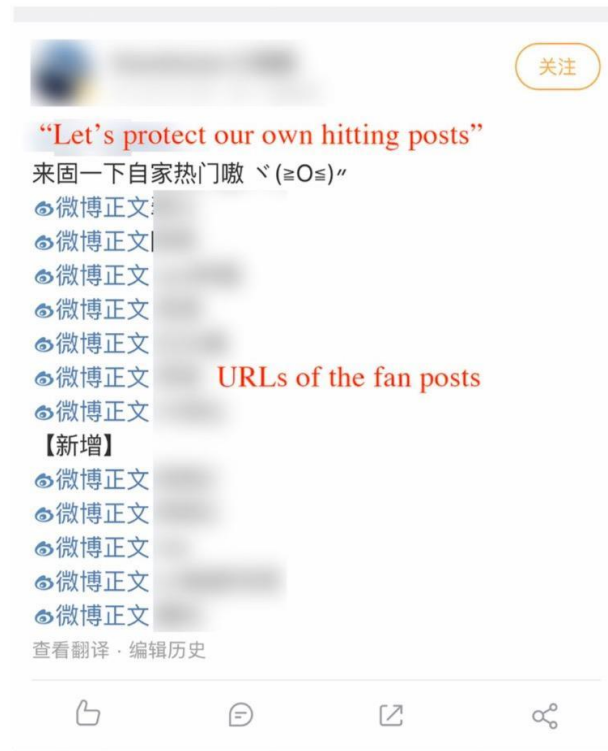 关注
“Let’s protect our own hitting posts”
来固一下自家热门嗷 ヾ(≧O≦)〃
微博正文
微博正文
微博正文
微博正文
微博正文
微博正文 URLs of the fan posts
微博正文
【新增】
微博正文
微博正文
微博正文
微博正文
微博正文
查看翻译 · 编辑历史